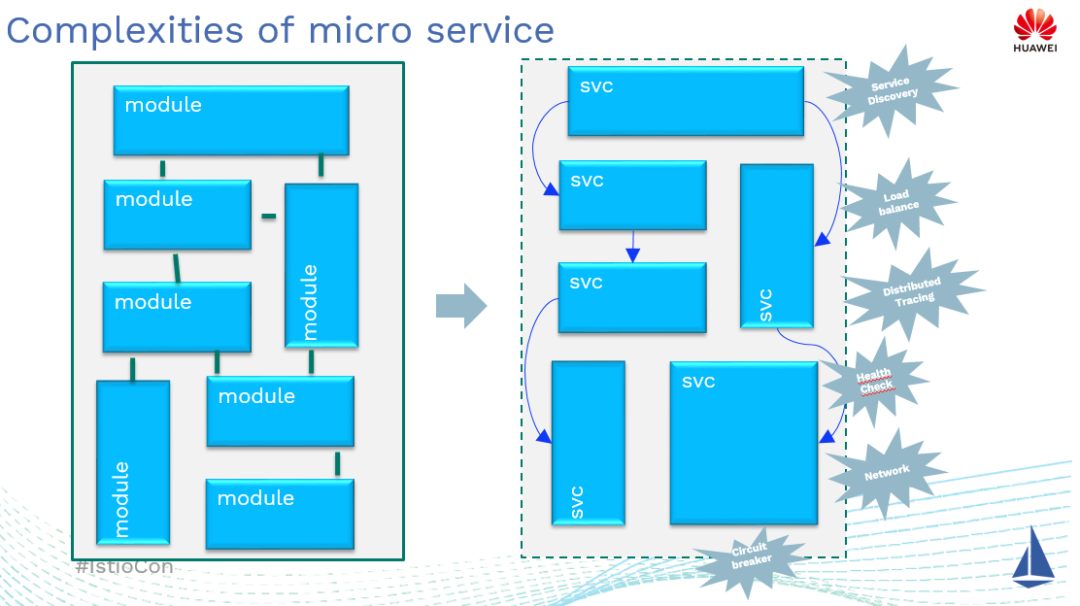 Complexities of micro service
HUAWEI
module
module
module
module
module
module
module
svc
svc
svc
svc
svc
svc
Service
Discovery
Load
balance
Distributed
Tracing
Health
Check
Network
Circuit
breaker
#IstioCon